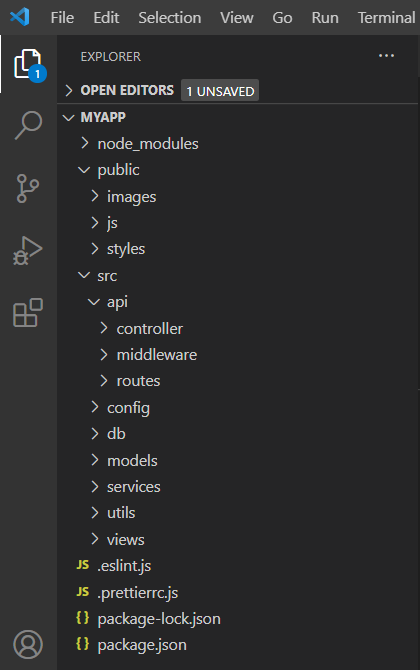 File Edit Selection View Go Run Terminal
EXPLORER ...
OPEN EDITORS 1 UNSAVED
1
MYAPP
node_modules
public
images
js
styles
src
api
controller
middleware
routes
config
db
models
services
utils
views
JS .eslint.js
JS .prettierrc.js
{ } package-lock.json
{ } package.json